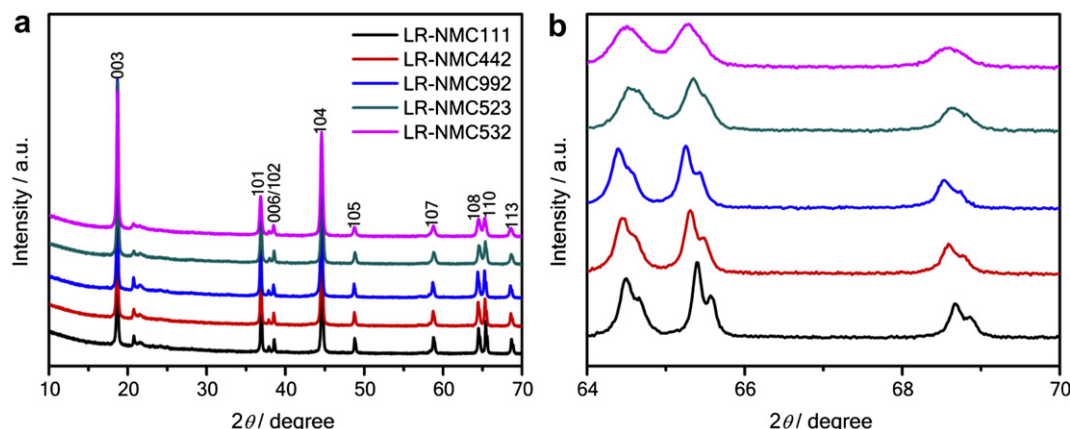 a
LR-NMC111
LR-NMC442
LR-NMC992
LR-NMC523
LR-NMC532
003
101
006/102
104
105
107
108
110
113
Intensity / a.u.
10 20 30 40 50 60 70
2θ / degree
b
Intensity / a.u.
64 66 68 70
2θ / degree